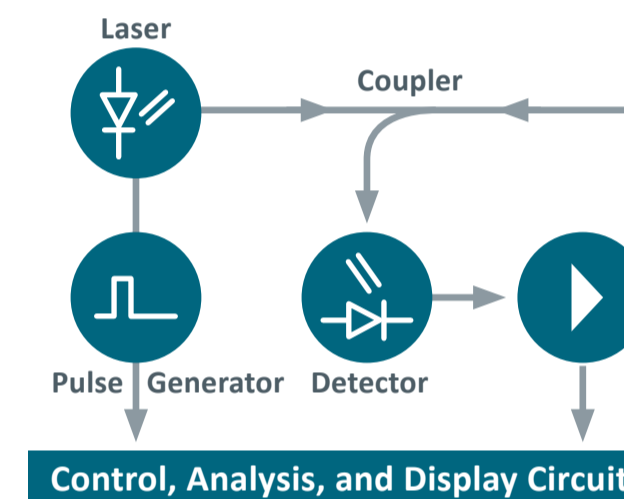 Laser
Coupler
Pulse Generator
Detector
Control, Analysis, and Display Circuit